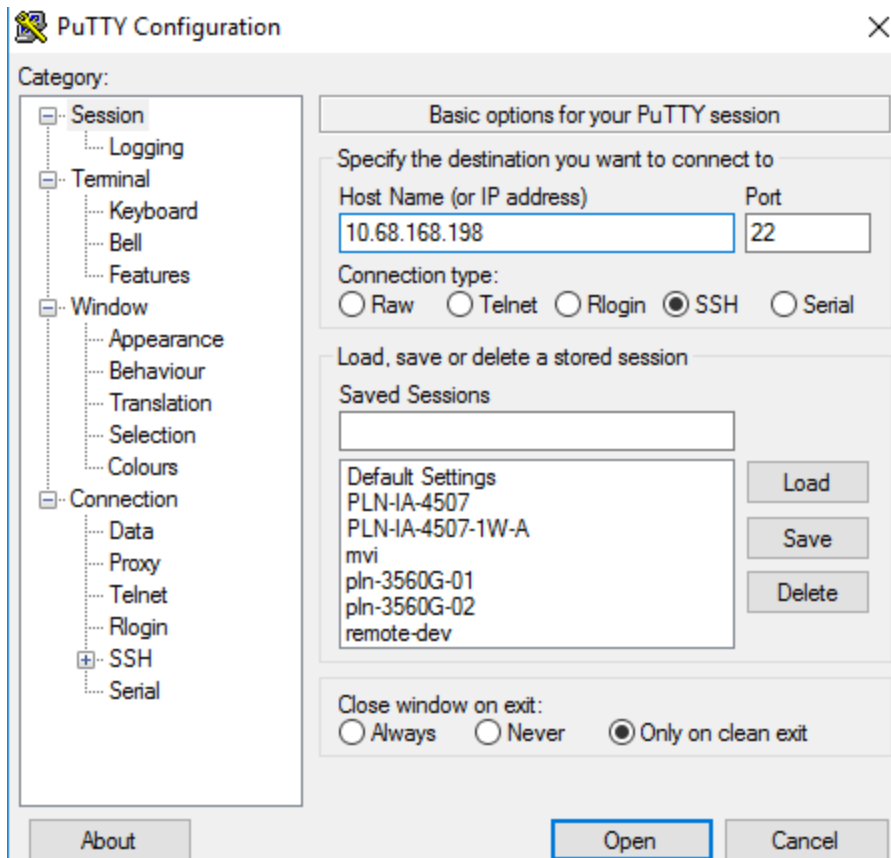 PuTTY Configuration
Category:
Session
Logging
Terminal
Keyboard
Bell
Features
Window
Appearance
Behaviour
Translation
Selection
Colours
Connection
Data
Proxy
Telnet
Rlogin
SSH
Serial
Basic options for your PuTTY session
Specify the destination you want to connect to
Host Name (or IP address) Port
10.68.168.198 22
Connection type:
Raw Telnet Rlogin SSH Serial
Load, save or delete a stored session
Saved Sessions
Default Settings
PLN-IA-4507
PLN-IA-4507-1W-A
mvi
pln-3560G-01
pln-3560G-02
remote-dev
Load
Save
Delete
Close window on exit:
Always Never Only on clean exit
About Open Cancel